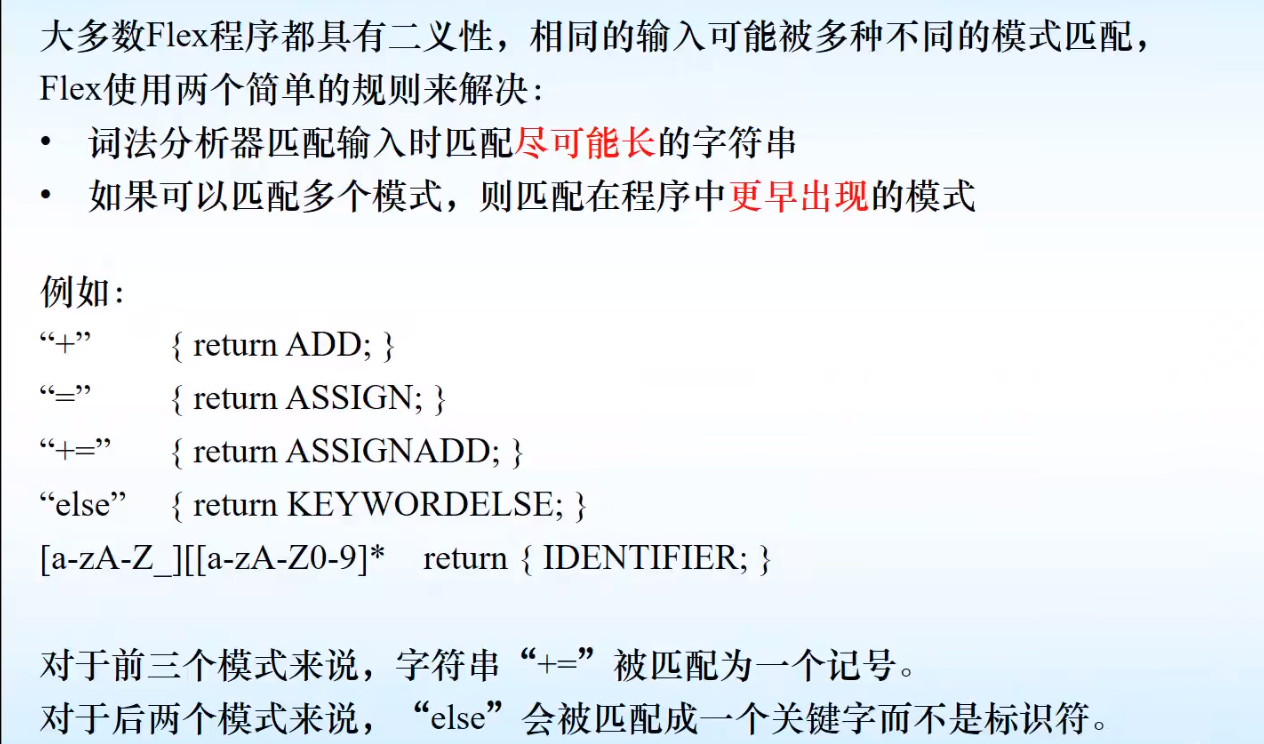 大多数Flex程序都具有二义性，相同的输入可能被多种不同的模式匹配，
Flex使用两个简单的规则来解决：
• 词法分析器匹配输入时匹配尽可能长的字符串
• 如果可以匹配多个模式，则匹配在程序中更早出现的模式
例如：
“+” { return ADD; }
“=” { return ASSIGN; }
“+=” { return ASSIGNADD; }
“else” { return KEYWORDELSE; }
[a-zA-Z_][[a-zA-Z0-9]* return { IDENTIFIER; }
对于前三个模式来说，字符串“+=”被匹配为一个记号。
对于后两个模式来说，“else”会被匹配成一个关键字而不是标识符。